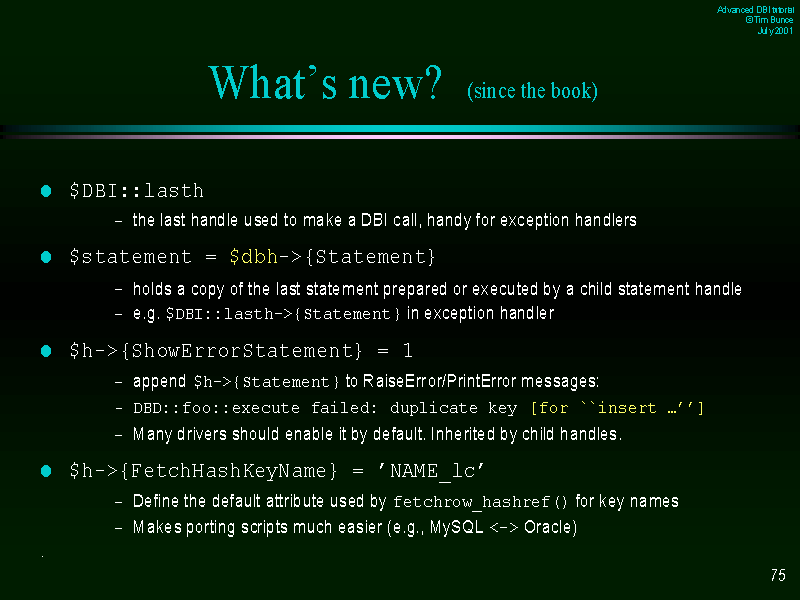 Advanced DBI tutorial
©Tim Bunce
July 2001
What’s new? (since the book)
$DBI::lasth
– the last handle used to make a DBI call, handy for exception handlers
$statement = $dbh->{Statement}
– holds a copy of the last statement prepared or executed by a child statement handle
– e.g. $DBI::lasth->{Statement} in exception handler
$h->{ShowErrorStatement} = 1
– append $h->{Statement} to RaiseError/PrintError messages:
– DBD::foo::execute failed: duplicate key [for ``insert …’’]
– Many drivers should enable it by default. Inherited by child handles.
$h->{FetchHashKeyName} = ’NAME_lc’
– Define the default attribute used by fetchrow_hashref() for key names
– Makes porting scripts much easier (e.g., MySQL <-> Oracle)
.
75